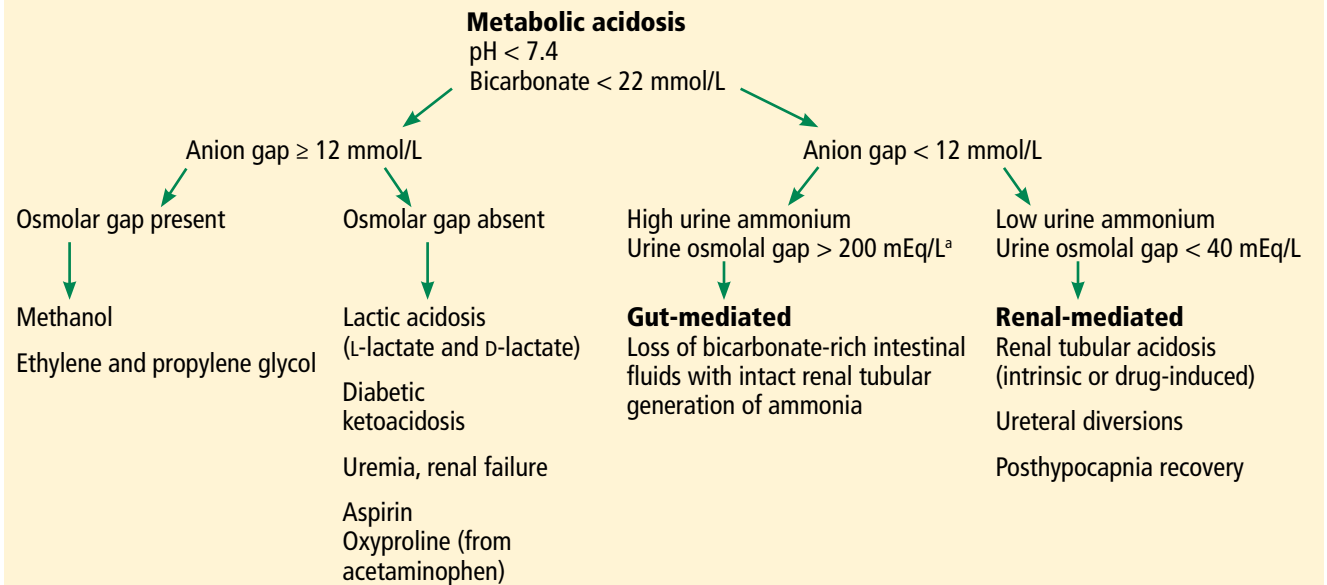 Metabolic acidosis
pH < 7.4
Bicarbonate < 22 mmol/L
Anion gap ≥ 12 mmol/L
Anion gap < 12 mmol/L
Osmolar gap present
Osmolar gap absent
High urine ammonium
Urine osmolal gap > 200 mEq/Lᵃ
Low urine ammonium
Urine osmolal gap < 40 mEq/L
Methanol
Ethylene and propylene glycol
Lactic acidosis
(L-lactate and D-lactate)
Diabetic
ketoacidosis
Uremia, renal failure
Aspirin
Oxyproline (from
acetaminophen)
Gut-mediated
Loss of bicarbonate-rich intestinal
fluids with intact renal tubular
generation of ammonia
Renal-mediated
Renal tubular acidosis
(intrinsic or drug-induced)
Ureteral diversions
Posthypocapnia recovery